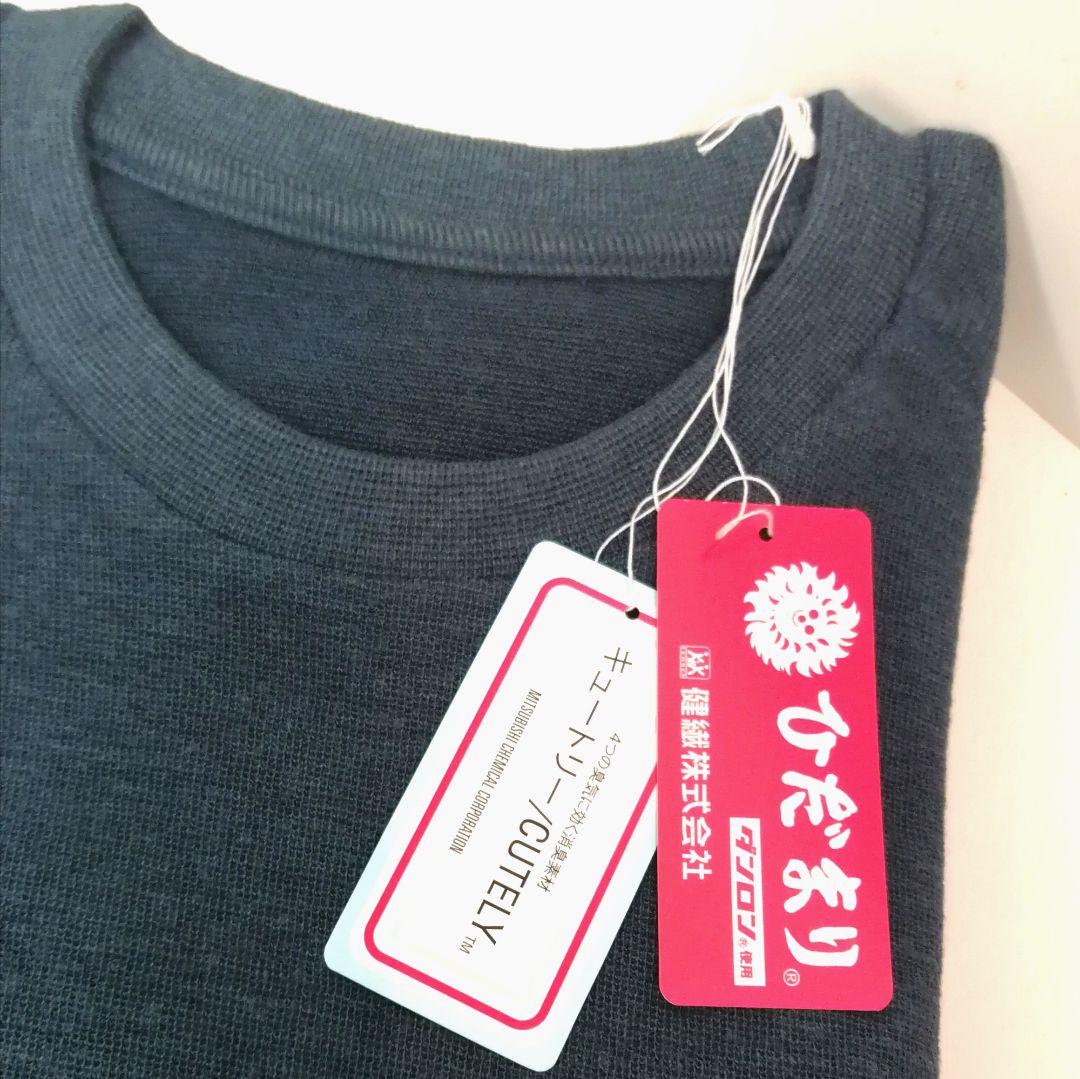 4つの臭気に効く消臭素材
キュートリー/CUTELY™
MITSUBISHI CHEMICAL CORPORATION
ひだまり®
ダンロン®使用
健繊株式会社